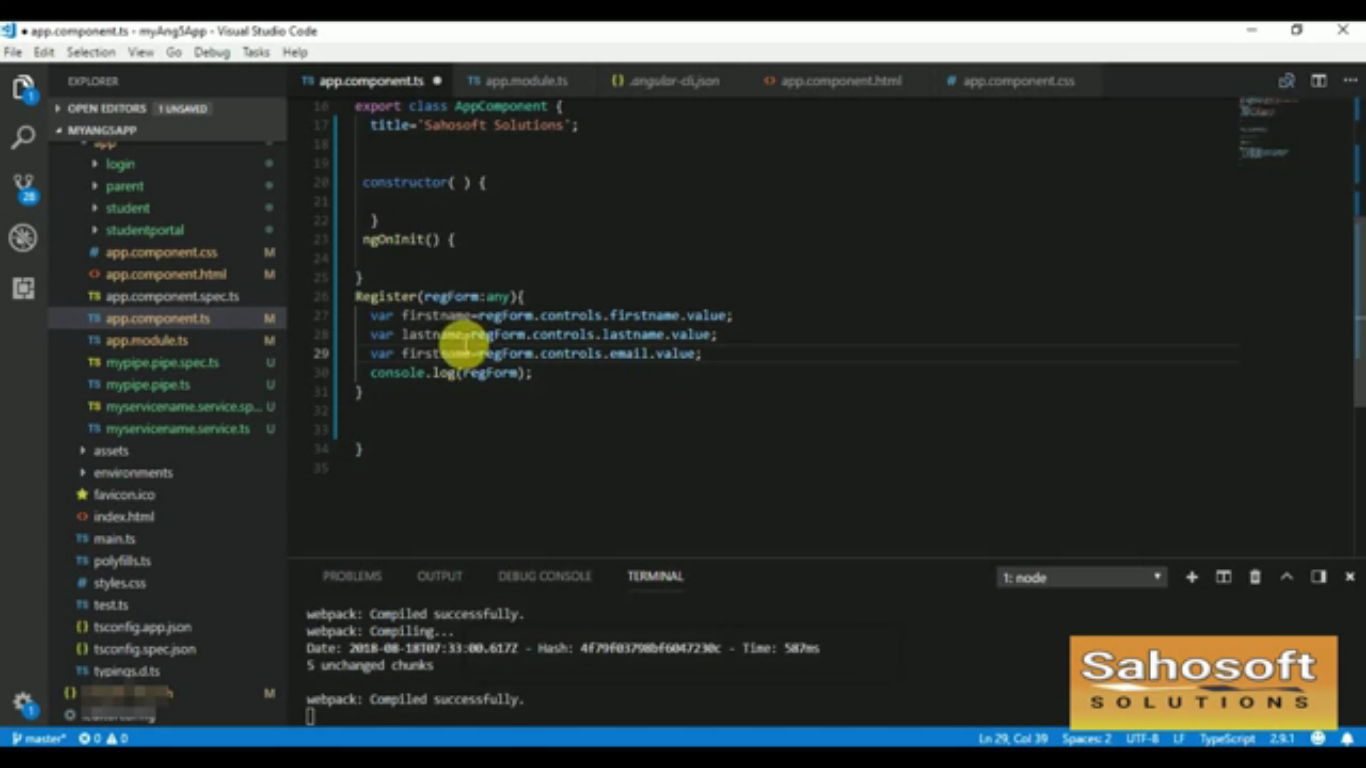 app.component.ts - myAng5App - Visual Studio Code
File Edit Selection View Go Debug Tasks Help
EXPLORER
OPEN EDITORS 1 UNSAVED
MYANG5APP
app
login
parent
student
studentportal
app.component.css M
app.component.html M
app.component.spec.ts
app.component.ts M
app.module.ts M
mypipe.pipe.spec.ts U
mypipe.pipe.ts U
myservicename.service.sp... U
myservicename.service.ts U
assets
environments
favicon.ico
index.html
main.ts
polyfills.ts
styles.css
test.ts
tsconfig.app.json
tsconfig.spec.json
typings.d.ts
M
app.component.ts app.module.ts .angular-cli.json app.component.html app.component.css
16 export class AppComponent {
17 title='Sahosoft Solutions';
18
19
20 constructor( ) {
21
22 }
23 ngOnInit() {
24
25 }
26 Register(regForm:any){
27 var firstname=regForm.controls.firstname.value;
28 var lastname=regForm.controls.lastname.value;
29 var firstname=regForm.controls.email.value;
30 console.log(regForm);
31 }
32
33
34 }
35
PROBLEMS OUTPUT DEBUG CONSOLE TERMINAL 1: node
webpack: Compiled successfully.
webpack: Compiling...
Date: 2018-08-18T07:33:00.617Z - Hash: 4f79f03798bf6047230c - Time: 587ms
5 unchanged chunks
webpack: Compiled successfully.
Sahosoft
SOLUTIONS
master* 0 0 Ln 29, Col 39 Spaces: 2 UTF-8 LF TypeScript 2.9.1